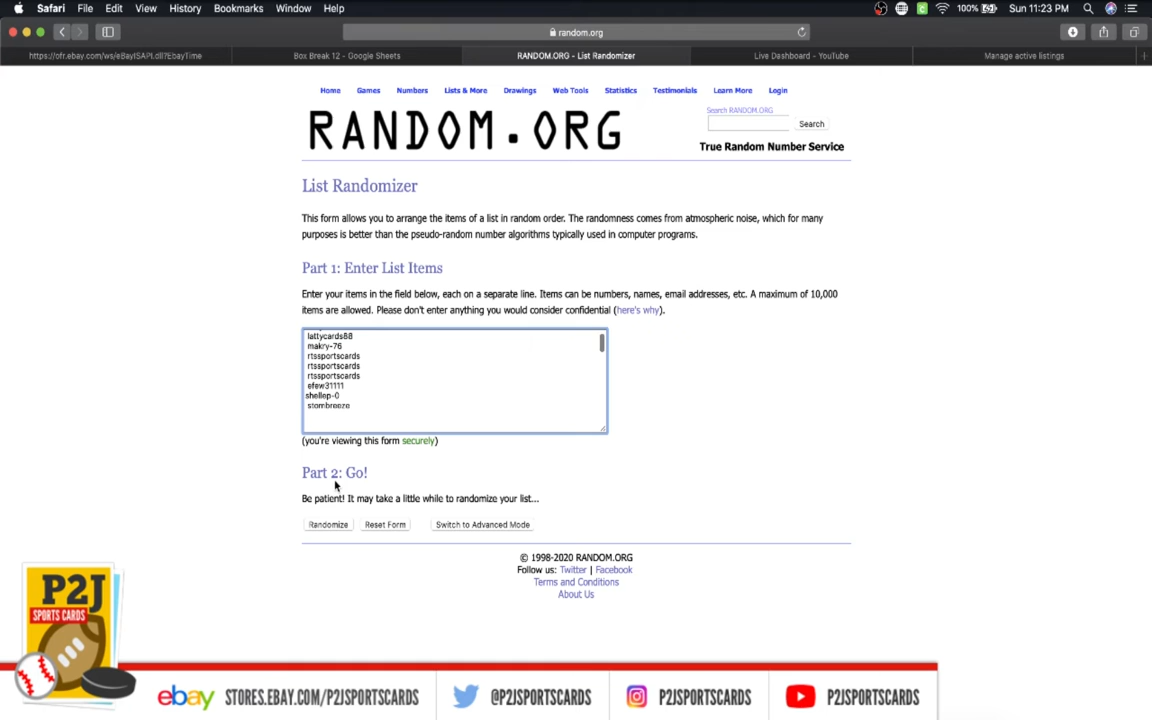 Safari File Edit View History Bookmarks Window Help 100% Sun 11:23 PM
random.org
https://ofr.ebay.com/ws/eBayISAPI.dll?EbayTime Box Break 12 - Google Sheets RANDOM.ORG - List Randomizer Live Dashboard - YouTube Manage active listings
Home Games Numbers Lists & More Drawings Web Tools Statistics Testimonials Learn More Login
RANDOM.ORG
Search RANDOM.ORG
Search
True Random Number Service
List Randomizer
This form allows you to arrange the items of a list in random order. The randomness comes from atmospheric noise, which for many
purposes is better than the pseudo-random number algorithms typically used in computer programs.
Part 1: Enter List Items
Enter your items in the field below, each on a separate line. Items can be numbers, names, email addresses, etc. A maximum of 10,000
items are allowed. Please don't enter anything you would consider confidential (here's why).
lattycards88
makry-76
rtssportscards
rtssportscards
rtssportscards
efew31111
shellep-0
stormbreeze
(you're viewing this form securely)
Part 2: Go!
Be patient! It may take a little while to randomize your list...
Randomize Reset Form Switch to Advanced Mode
© 1998-2020 RANDOM.ORG
Follow us: Twitter | Facebook
Terms and Conditions
About Us
P2J
SPORTS CARDS
ebay STORES.EBAY.COM/P2JSPORTSCARDS @P2JSPORTSCARDS P2JSPORTSCARDS P2JSPORTSCARDS